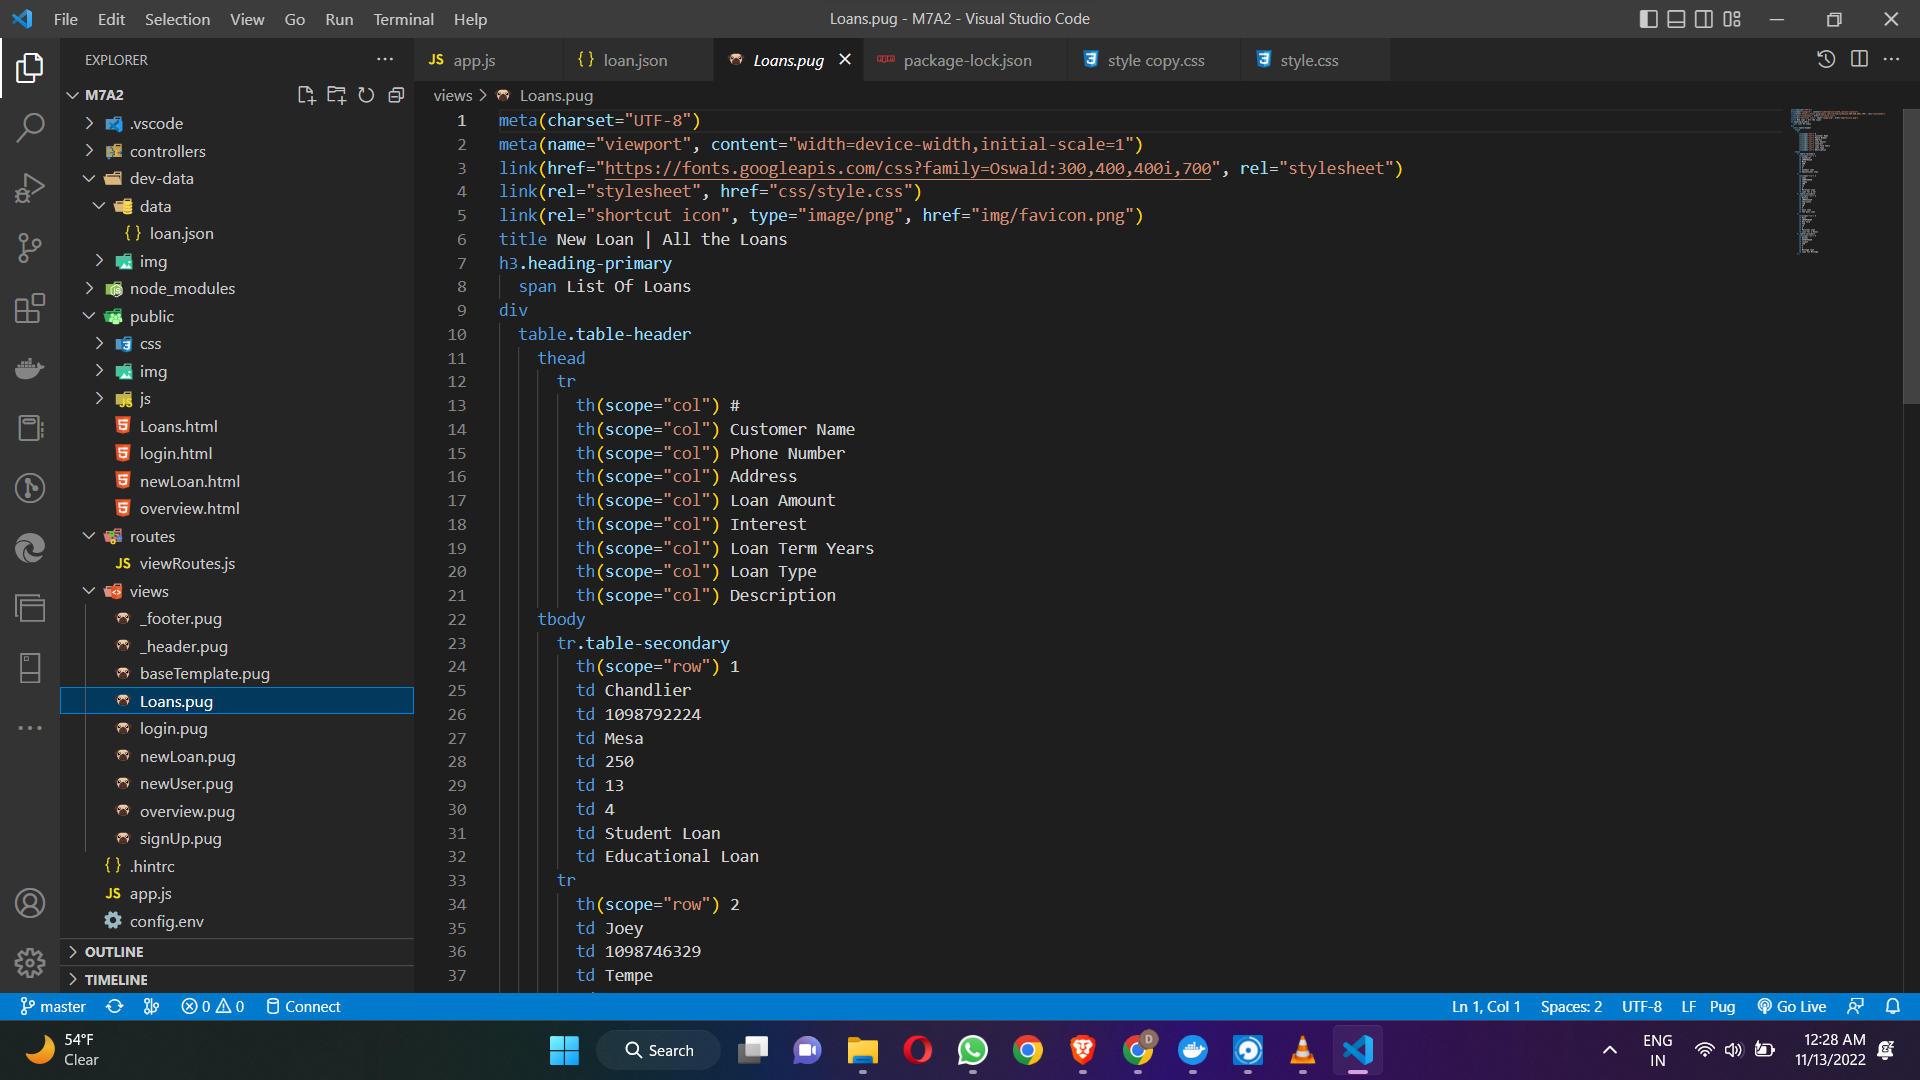 File Edit Selection View Go Run Terminal Help
Loans.pug - M7A2 - Visual Studio Code
EXPLORER
M7A2
.vscode
controllers
dev-data
data
{ } loan.json
img
node_modules
public
css
img
js
Loans.html
login.html
newLoan.html
overview.html
routes
JS viewRoutes.js
views
_footer.pug
_header.pug
baseTemplate.pug
Loans.pug
login.pug
newLoan.pug
newUser.pug
overview.pug
signUp.pug
{ } .hintrc
JS app.js
config.env
OUTLINE
TIMELINE
JS app.js
{ } loan.json
Loans.pug
package-lock.json
style copy.css
style.css
views > Loans.pug
1 meta(charset="UTF-8")
2 meta(name="viewport", content="width=device-width,initial-scale=1")
3 link(href="https://fonts.googleapis.com/css?family=Oswald:300,400,400i,700", rel="stylesheet")
4 link(rel="stylesheet", href="css/style.css")
5 link(rel="shortcut icon", type="image/png", href="img/favicon.png")
6 title New Loan | All the Loans
7 h3.heading-primary
8 span List Of Loans
9 div
10 table.table-header
11 thead
12 tr
13 th(scope="col") #
14 th(scope="col") Customer Name
15 th(scope="col") Phone Number
16 th(scope="col") Address
17 th(scope="col") Loan Amount
18 th(scope="col") Interest
19 th(scope="col") Loan Term Years
20 th(scope="col") Loan Type
21 th(scope="col") Description
22 tbody
23 tr.table-secondary
24 th(scope="row") 1
25 td Chandlier
26 td 1098792224
27 td Mesa
28 td 250
29 td 13
30 td 4
31 td Student Loan
32 td Educational Loan
33 tr
34 th(scope="row") 2
35 td Joey
36 td 1098746329
37 td Tempe
master
0 0
Connect
Ln 1, Col 1
Spaces: 2
UTF-8
LF
Pug
Go Live
54°F
Clear
Search
D
ENG
IN
12:28 AM
11/13/2022